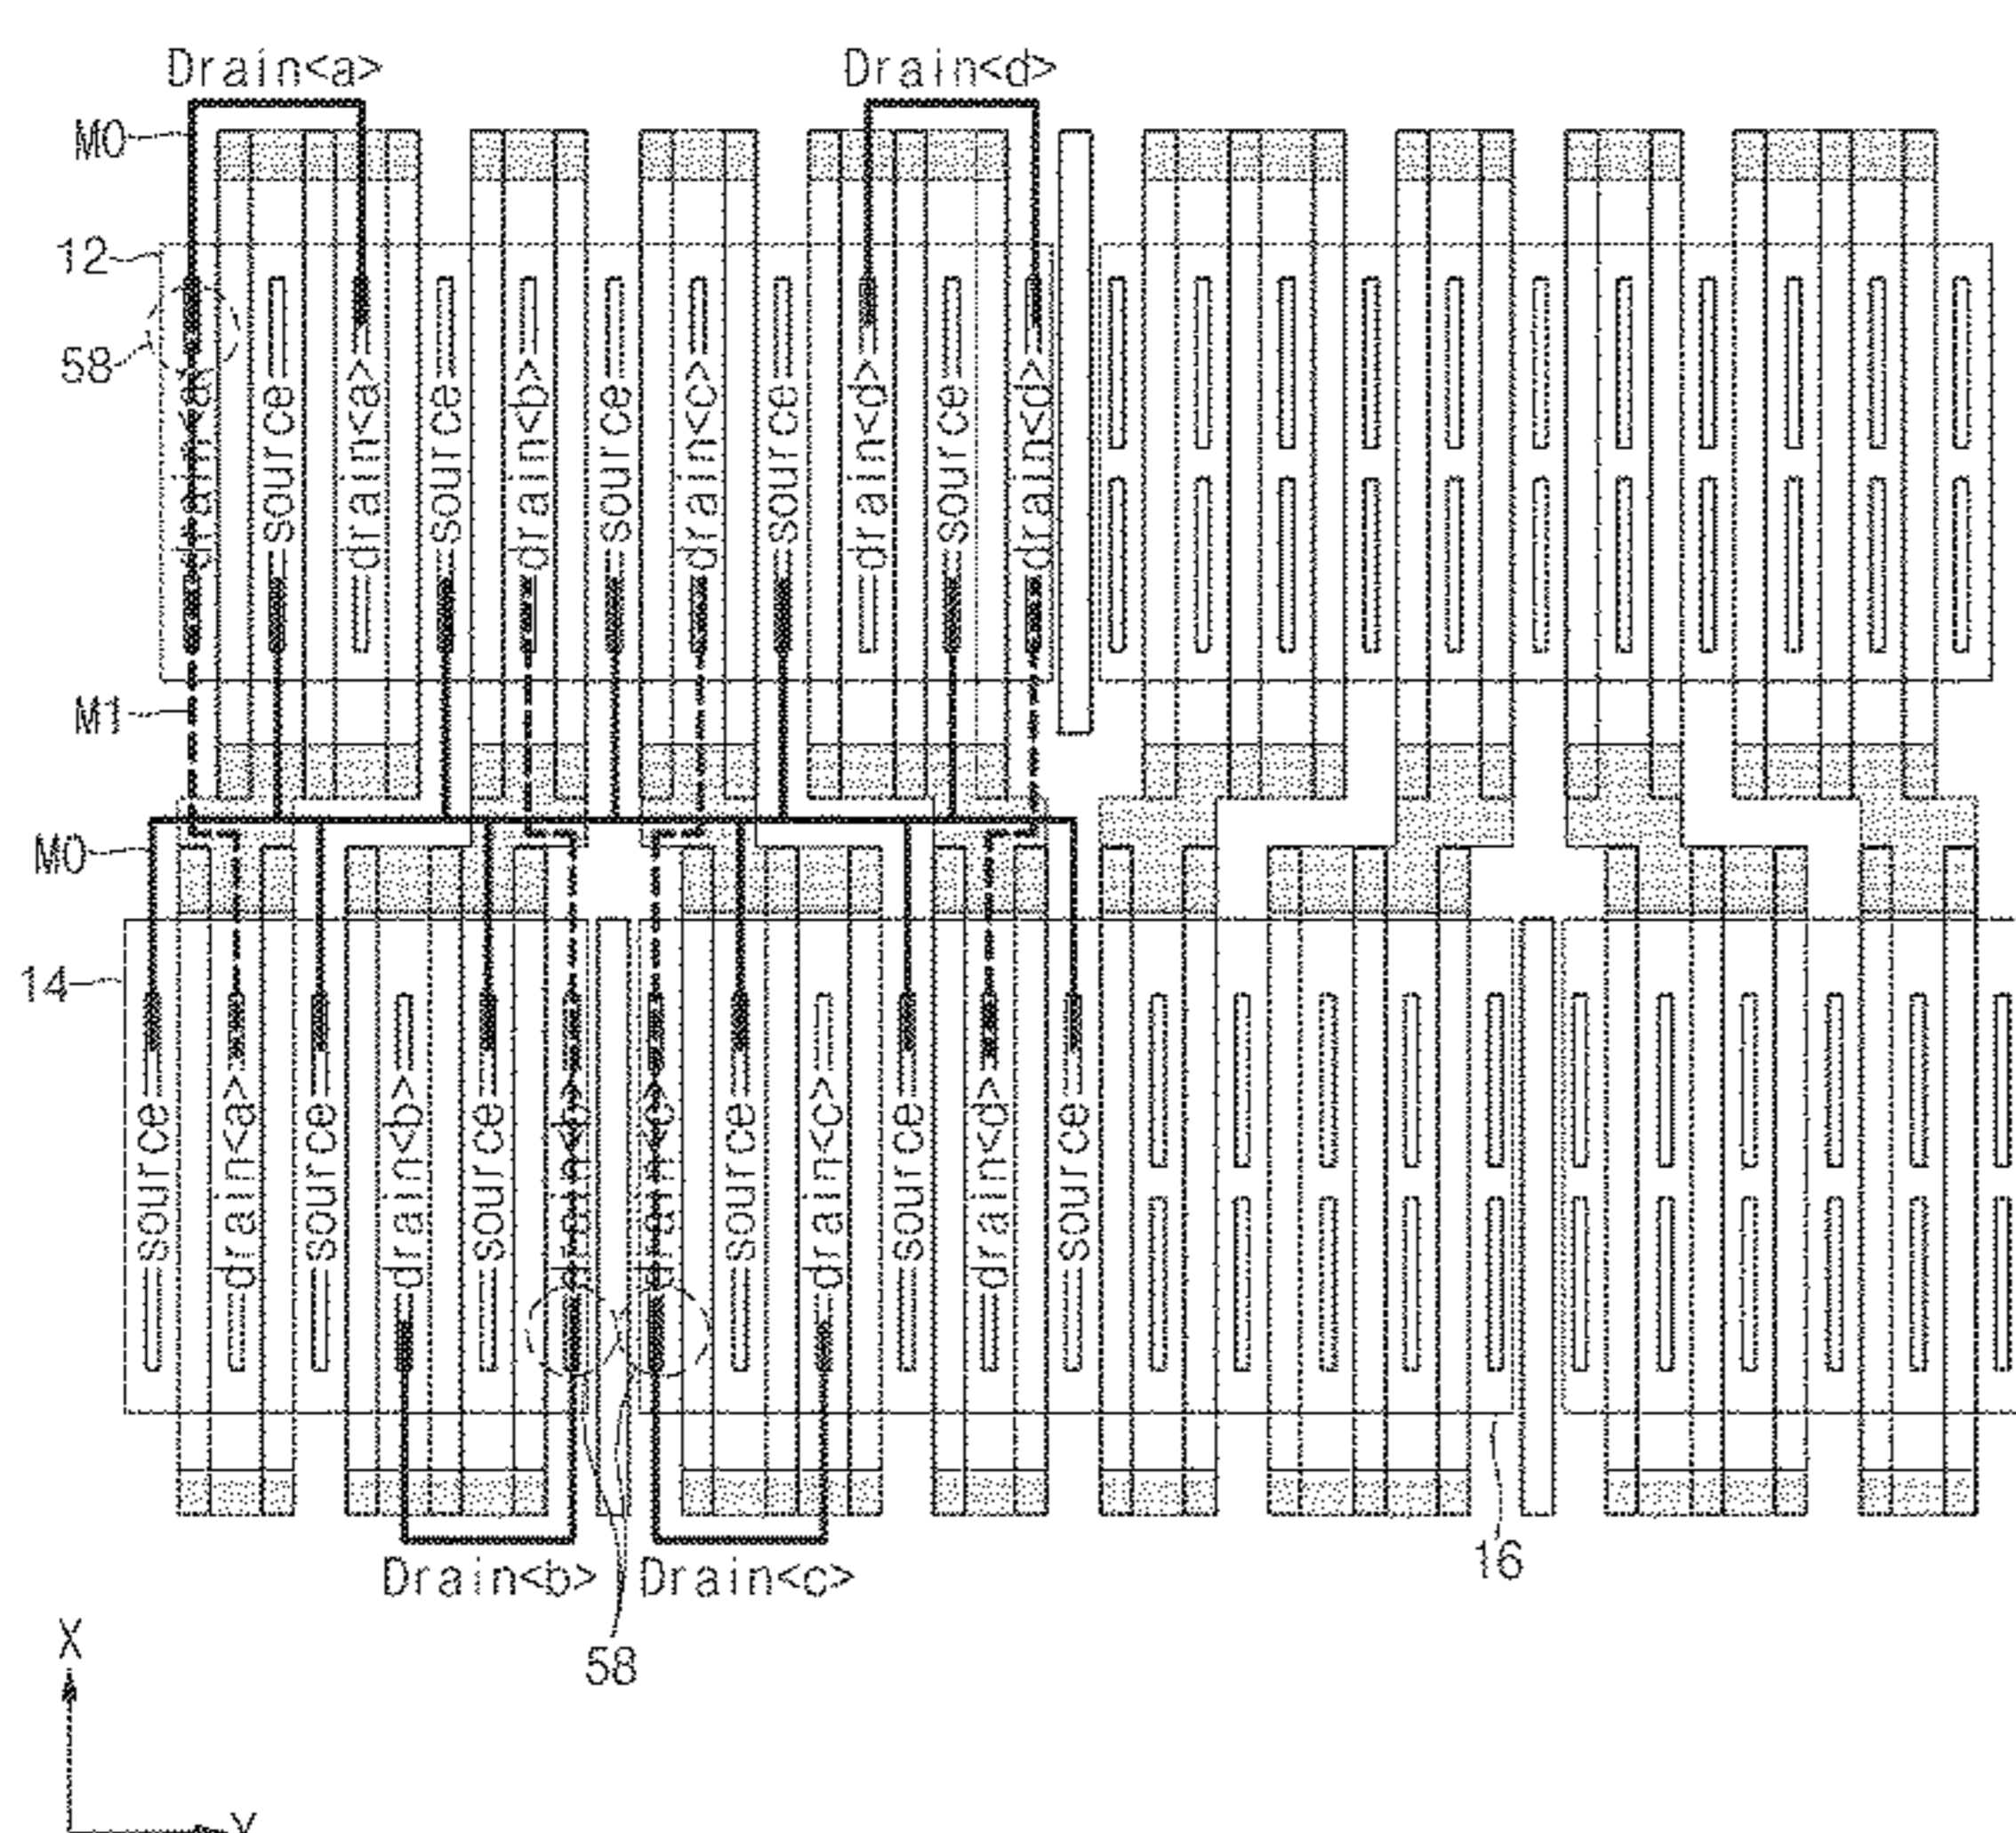 Drain<a> Drain<d>
M0
12
58
drain<a> source drain<a> source drain<b> source drain<c> source drain<d> source drain<d>
M1
M0
14
source drain<a> source drain<b> source drain<b> drain<c> source drain<c> source drain<d> source
16
Drain<b> Drain<c>
58
X
Y